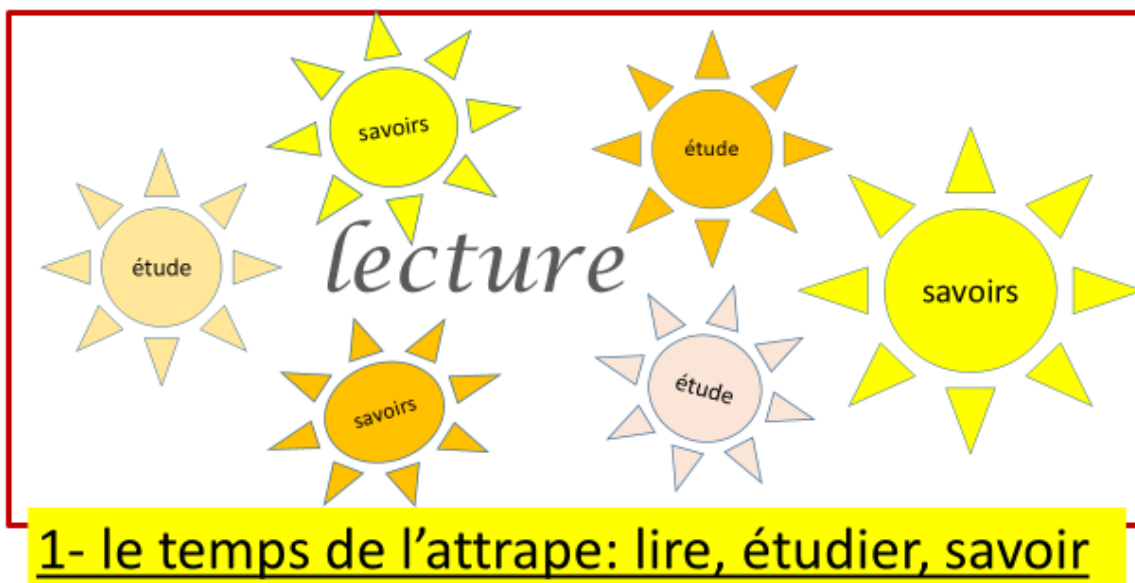 savoirs
étude
étude
lecture
savoirs
savoirs
étude
1- le temps de l’attrape: lire, étudier, savoir